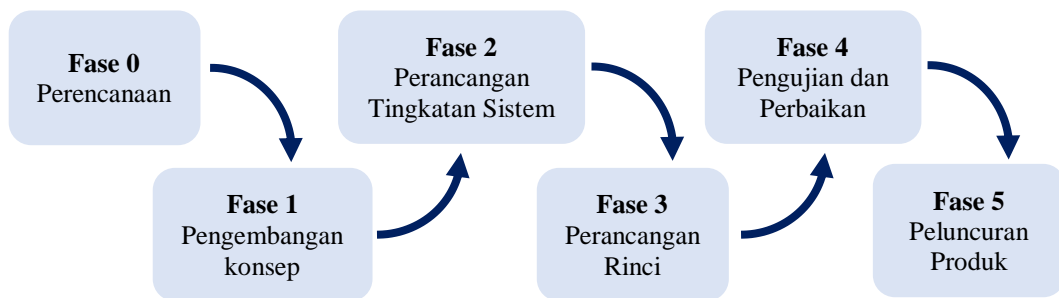 Fase 0
Perencanaan
Fase 1
Pengembangan
konsep
Fase 2
Perancangan
Tingkatan Sistem
Fase 3
Perancangan
Rinci
Fase 4
Pengujian dan
Perbaikan
Fase 5
Peluncuran
Produk